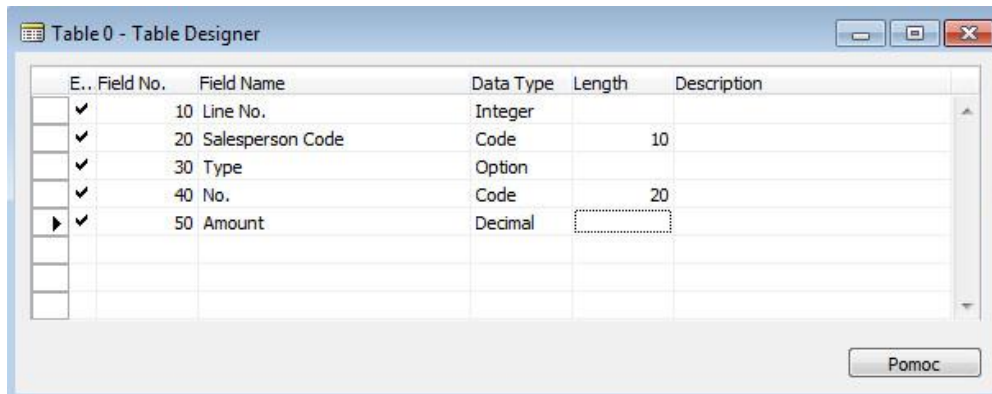 Table 0 - Table Designer
E.. Field No. Field Name Data Type Length Description
10 Line No. Integer
20 Salesperson Code Code 10
30 Type Option
40 No. Code 20
50 Amount Decimal
Pomoc